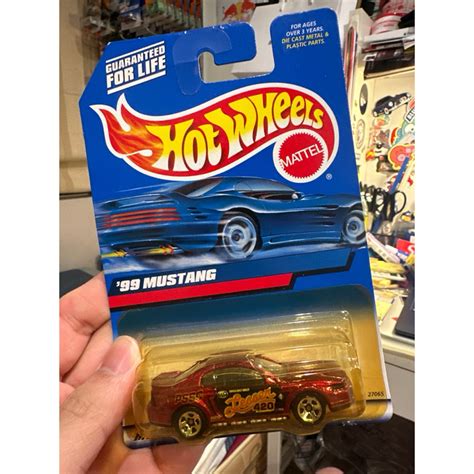 GUARANTEED
FOR LIFE
FOR AGES
OVER 3 YEARS.
DIE CAST METAL &
PLASTIC PARTS.
HOT WHEELS
MATTEL
®
'99 MUSTANG
27065
420